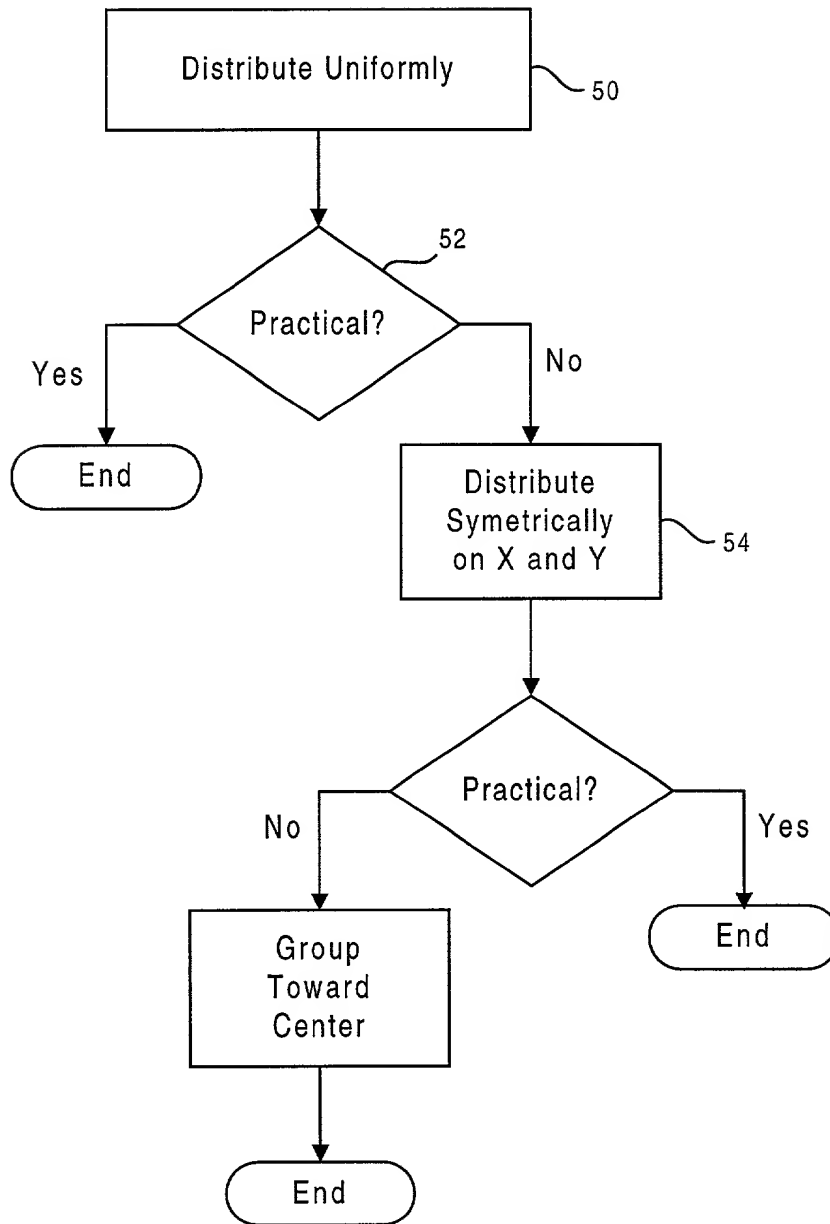 Distribute Uniformly
50
52
Practical?
Yes
No
End
Distribute
Symetrically
on X and Y
54
Practical?
No
Yes
Group
Toward
Center
End
End